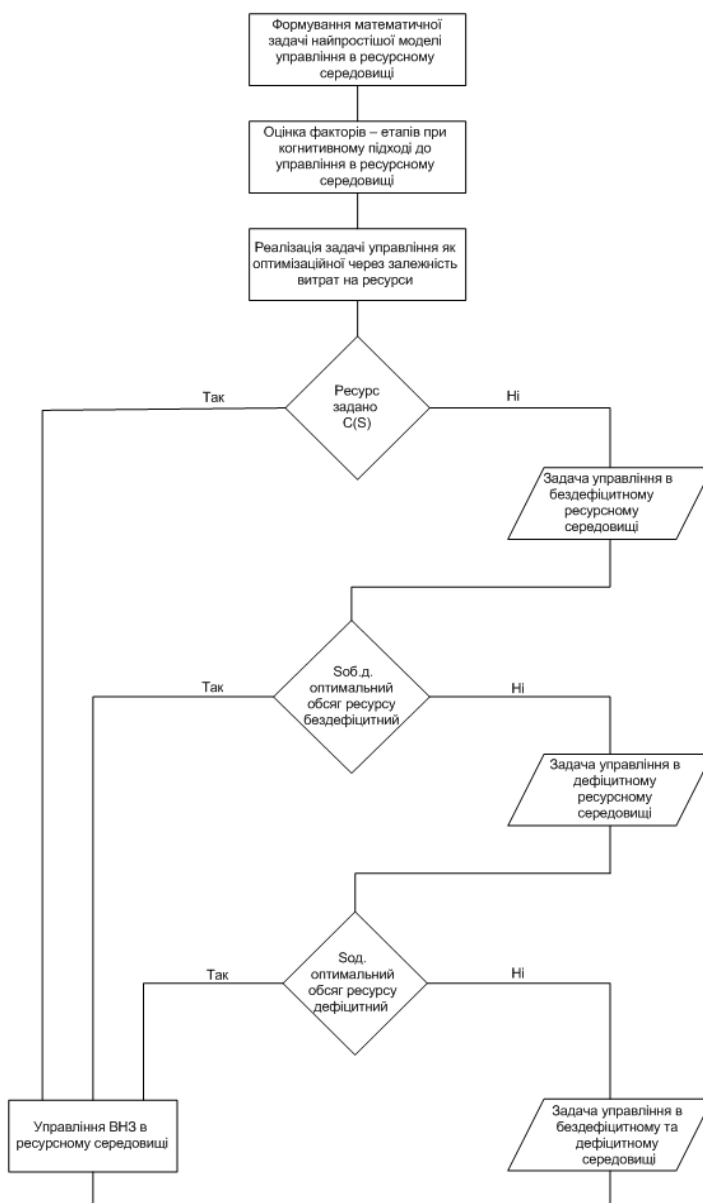 Формування математичної
задачі найпростішої моделі
управління в ресурсному
середовищі
Оцінка факторів – етапів при
когнитивному підході до
управління в ресурсному
середовищі
Реалізація задачі управління як
оптимізаційної через залежність
витрат на ресурси
Ресурс
задано
C(S)
Так
Ні
Задача управління в
бездефіцитному
ресурсному
середовищі
Sоб.д.
оптимальний
обсяг ресурсу
бездефіцитний
Так
Ні
Задача управління в
дефіцитному
ресурсному
середовищі
Sод.
оптимальний
обсяг ресурсу
дефіцитний
Так
Ні
Управління ВНЗ в
ресурсному середовищі
Задача управління в
бездефіцитному та
дефіцитному
середовищі